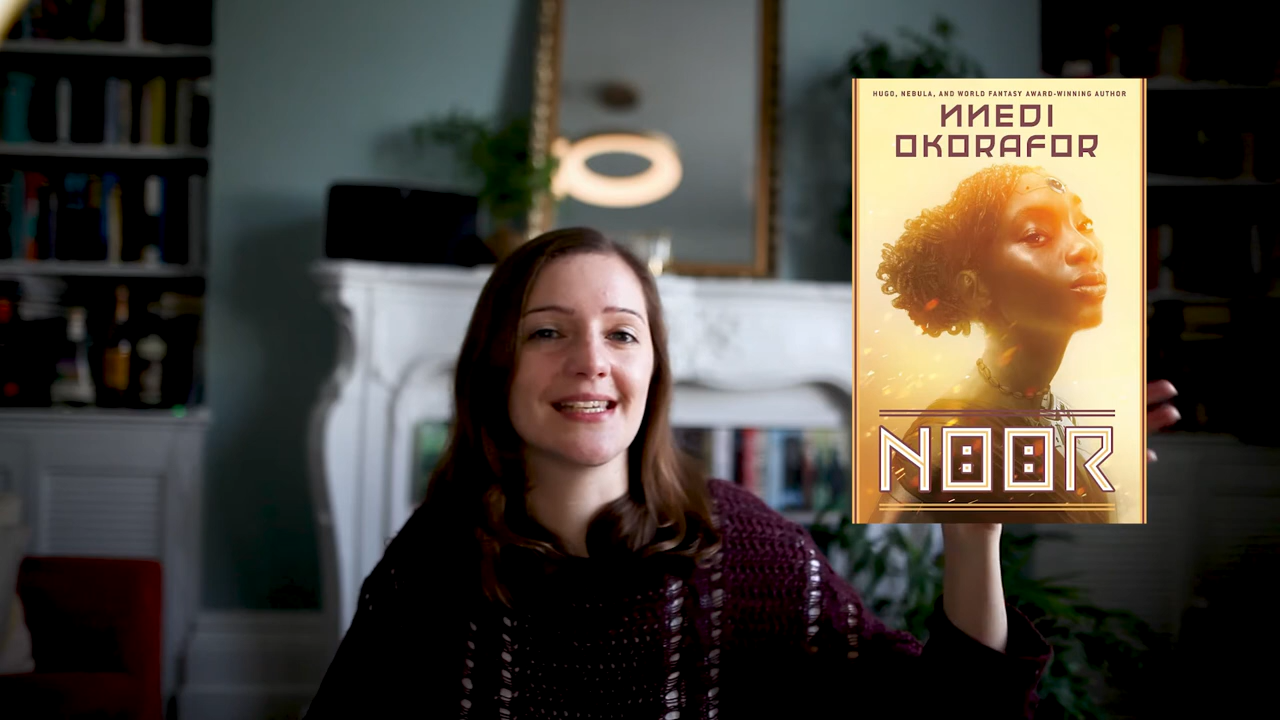 HUGO, NEBULA, AND WORLD FANTASY AWARD-WINNING AUTHOR
NNEDI
OKORAFOR
NOOR